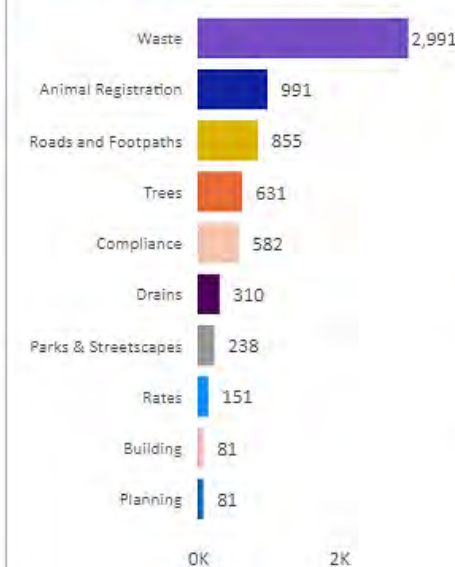 Waste 2,991
Animal Registration 991
Roads and Footpaths 855
Trees 631
Compliance 582
Drains 310
Parks & Streetscapes 238
Rates 151
Building 81
Planning 81
0K 2K